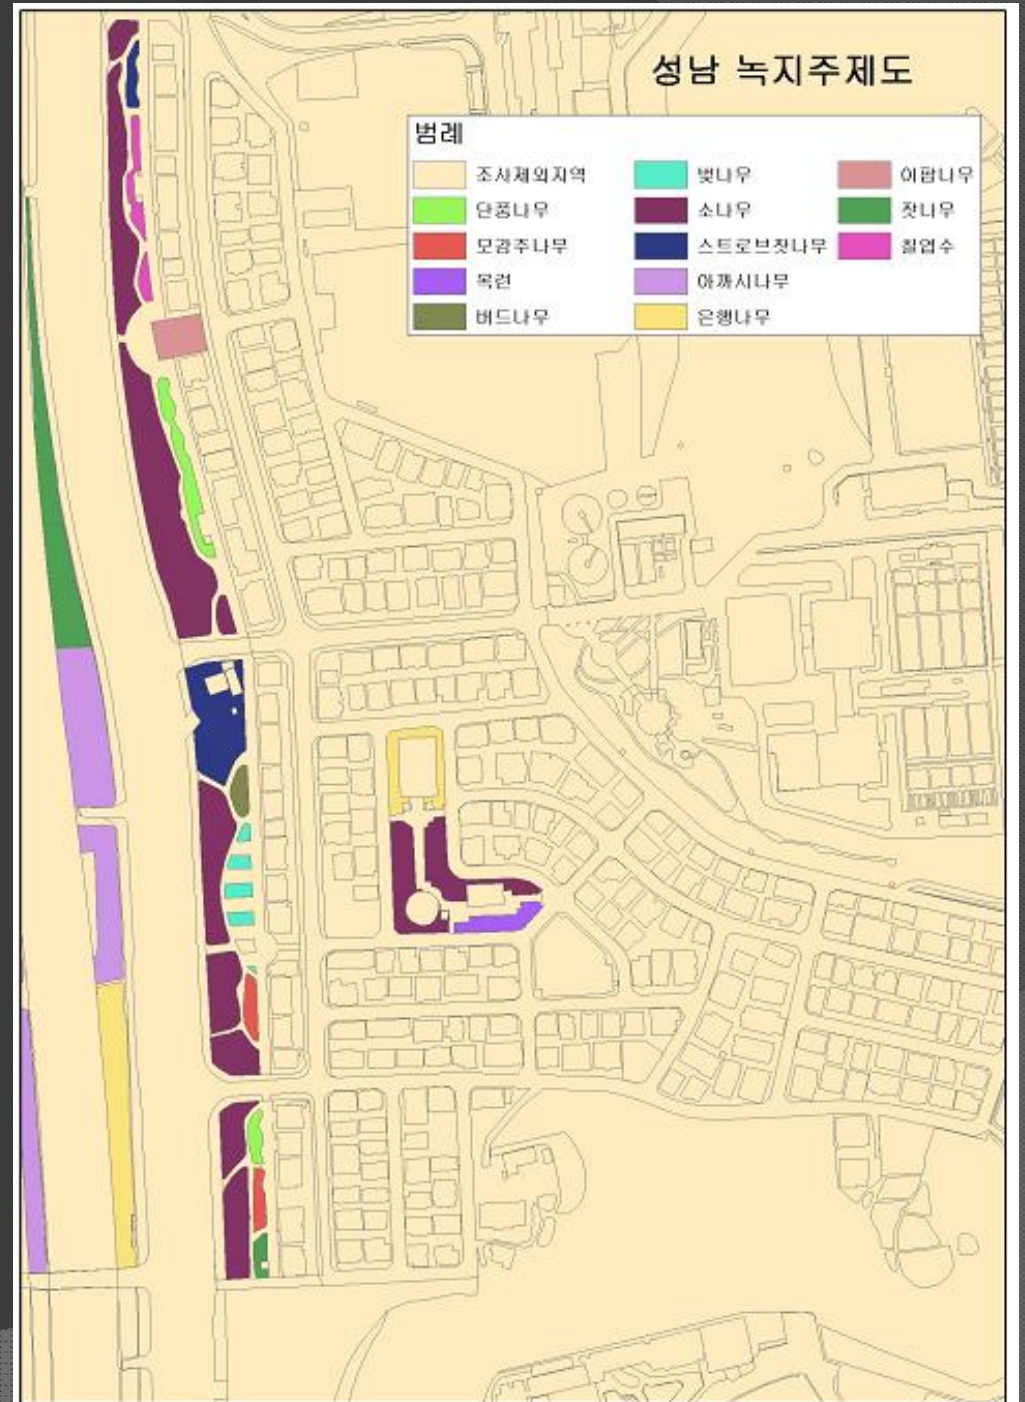 성남 녹지주제도
범례
조사제외지역
단풍나무
모감주나무
목련
버드나무
벚나무
소나무
스트로브잣나무
아까시나무
은행나무
이팝나무
잣나무
칠엽수